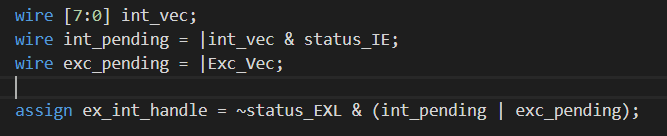 wire [7:0] int_vec;
wire int_pending = |int_vec & status_IE;
wire exc_pending = |Exc_Vec;
assign ex_int_handle = ~status_EXL & (int_pending | exc_pending);